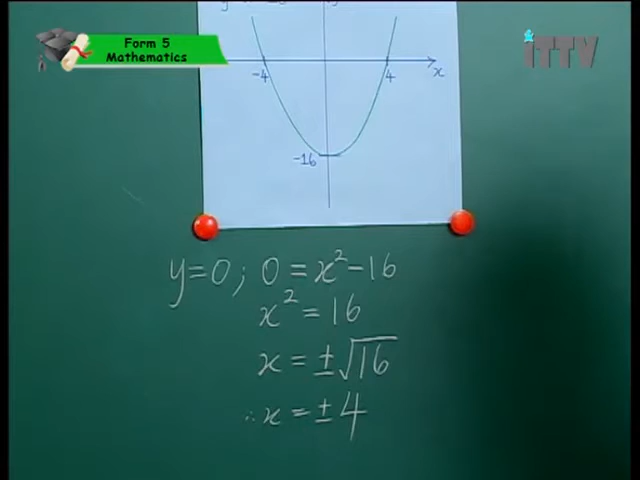 Form 5
Mathematics
iTTV
-4
4
x
-16
y=0; 0=x²-16
x²=16
x=±√16
∴x=±4